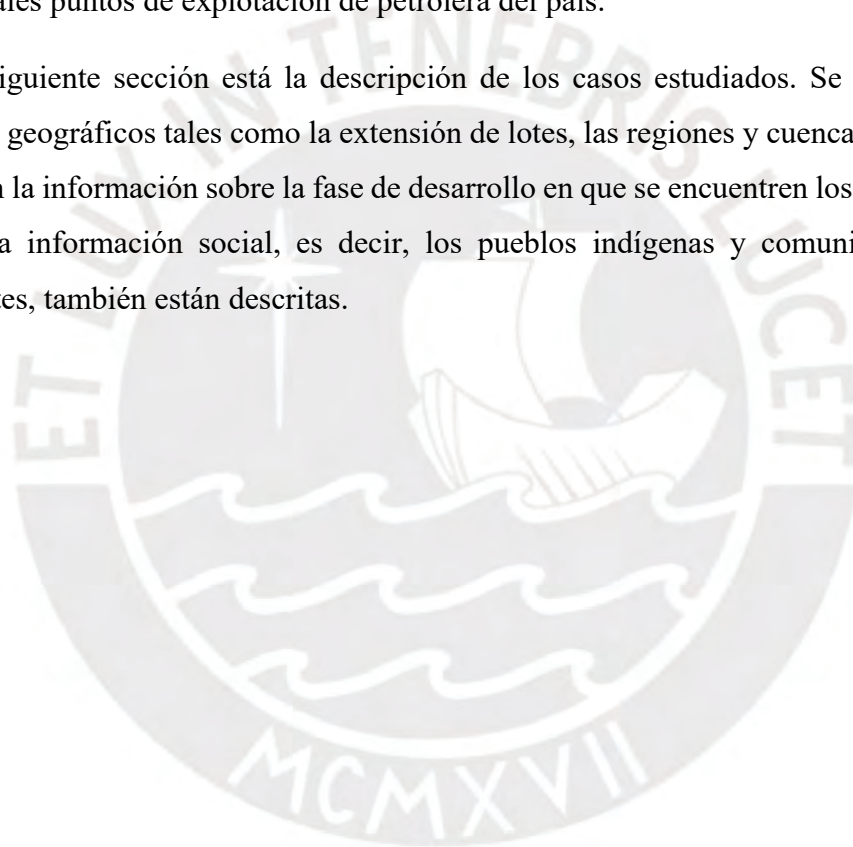 ales puntos de explotación de petrolera del país.
iguiente sección está la descripción de los casos estudiados. Se
geográficos tales como la extensión de lotes, las regiones y cuenca
la información sobre la fase de desarrollo en que se encuentren los
a información social, es decir, los pueblos indígenas y comuni
tes, también están descritas.
ET LUX IN TENEBRIS LUCET
MCMXVII